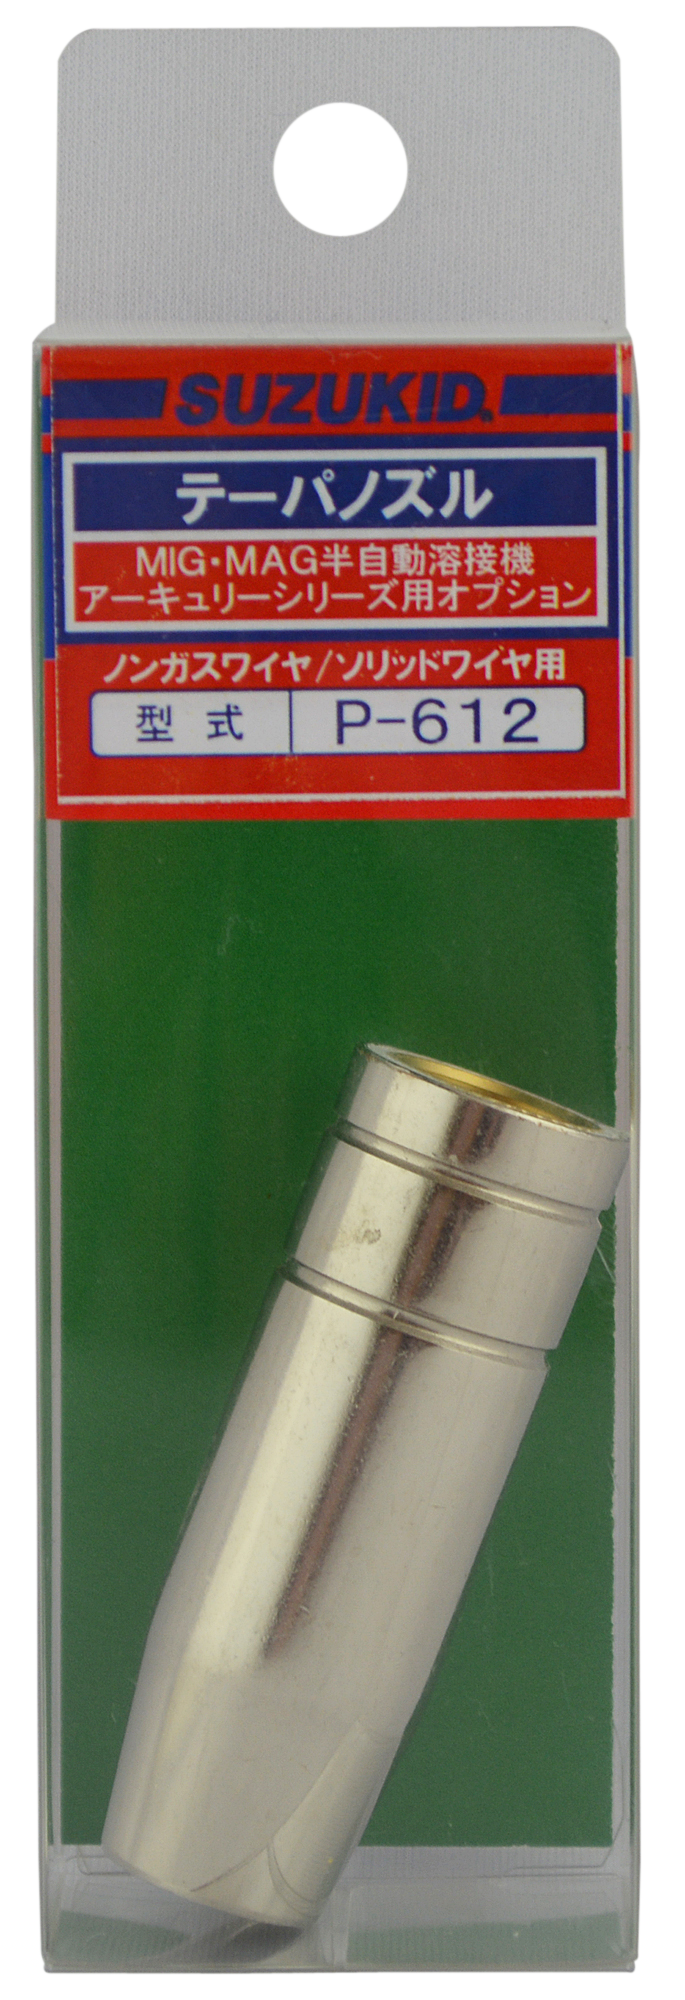 SUZUKID
テーパノズル
MIG・MAG半自動溶接機
アーキュリーシリーズ用オプション
ノンガスワイヤ/ソリッドワイヤ用
型式 P-612